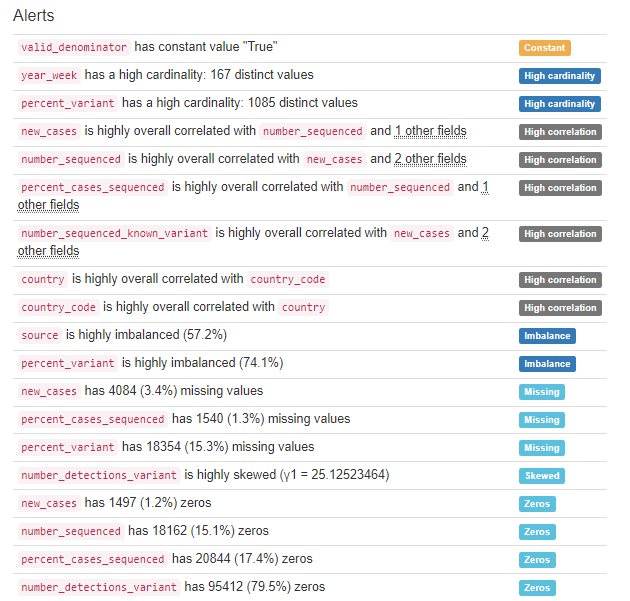 Alerts
valid_denominator has constant value "True" Constant
year_week has a high cardinality: 167 distinct values High cardinality
percent_variant has a high cardinality: 1085 distinct values High cardinality
new_cases is highly overall correlated with number_sequenced and 1 other fields High correlation
number_sequenced is highly overall correlated with new_cases and 2 other fields High correlation
percent_cases_sequenced is highly overall correlated with number_sequenced and 1 High correlation
other fields
number_sequenced_known_variant is highly overall correlated with new_cases and 2 High correlation
other fields
country is highly overall correlated with country_code High correlation
country_code is highly overall correlated with country High correlation
source is highly imbalanced (57.2%) Imbalance
percent_variant is highly imbalanced (74.1%) Imbalance
new_cases has 4084 (3.4%) missing values Missing
percent_cases_sequenced has 1540 (1.3%) missing values Missing
percent_variant has 18354 (15.3%) missing values Missing
number_detections_variant is highly skewed (γ1 = 25.12523464) Skewed
new_cases has 1497 (1.2%) zeros Zeros
number_sequenced has 18162 (15.1%) zeros Zeros
percent_cases_sequenced has 20844 (17.4%) zeros Zeros
number_detections_variant has 95412 (79.5%) zeros Zeros